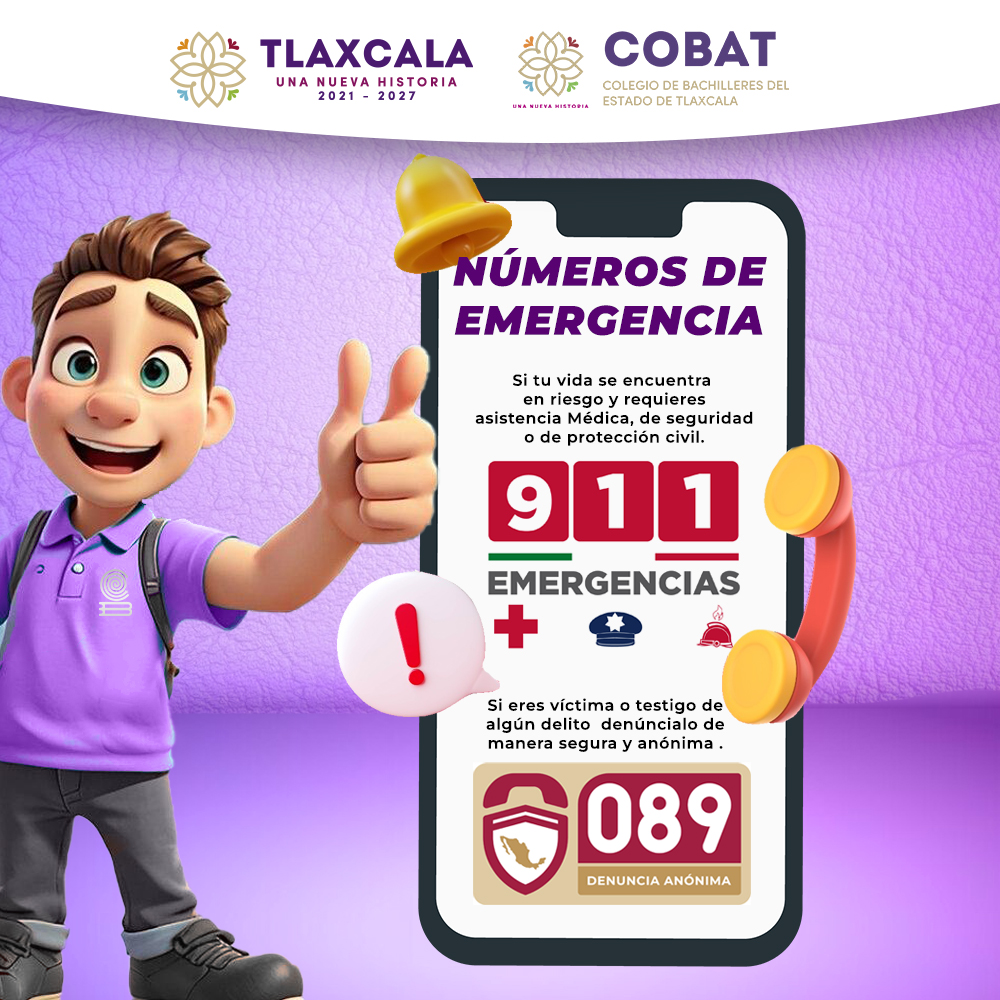 TLAXCALA
UNA NUEVA HISTORIA
2021 - 2027
UNA NUEVA HISTORIA
COBAT
COLEGIO DE BACHILLERES DEL
ESTADO DE TLAXCALA
NÚMEROS DE
EMERGENCIA
Si tu vida se encuentra
en riesgo y requieres
asistencia Médica, de seguridad
o de protección civil.
911
EMERGENCIAS
!
Si eres víctima o testigo de
algún delito denúncialo de
manera segura y anónima .
089
DENUNCIA ANÓNIMA